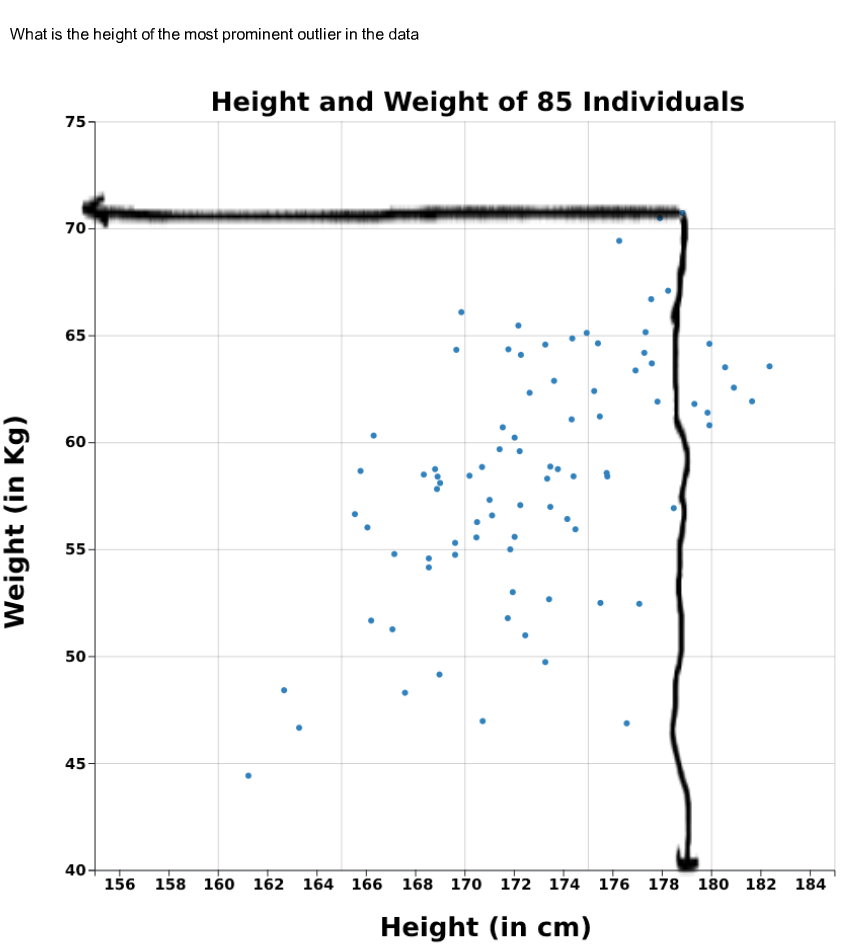 What is the height of the most prominent outlier in the data
Height and Weight of 85 Individuals
75
70
65
60
55
50
45
40
Weight (in Kg)
156 158 160 162 164 166 168 170 172 174 176 178 180 182 184
Height (in cm)